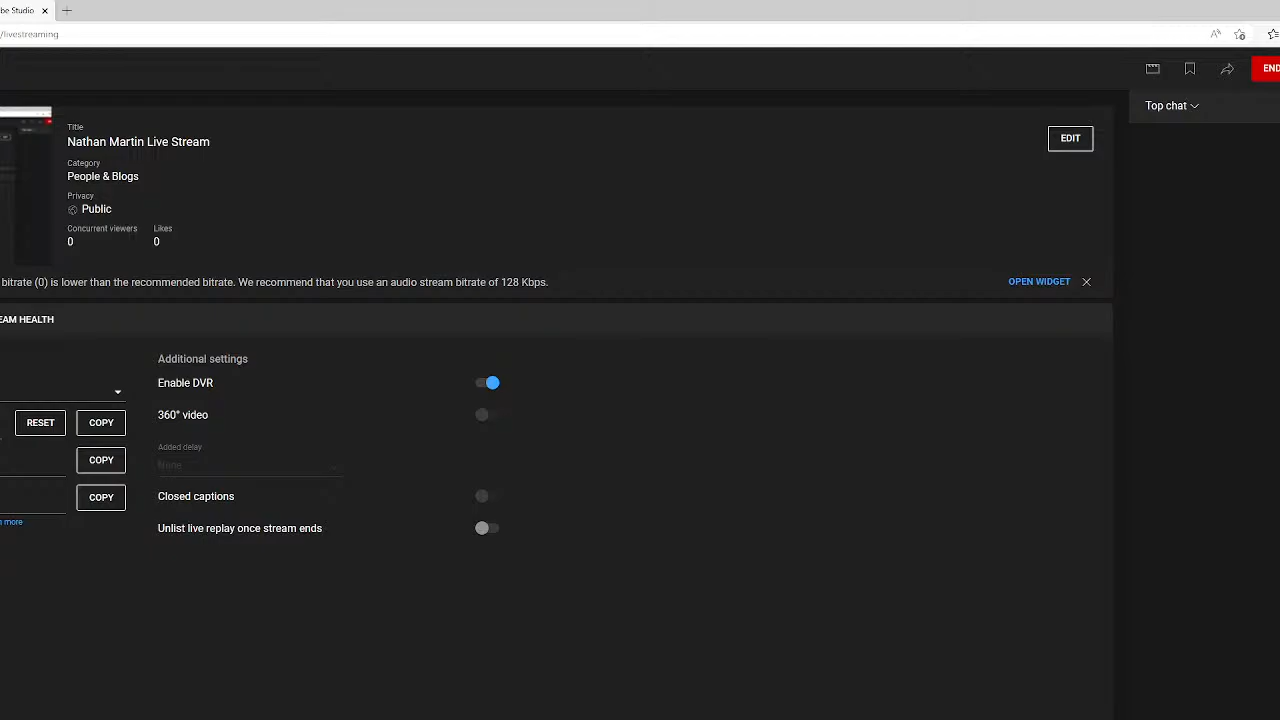 be Studio
/livestreaming
END
Top chat
Title
Nathan Martin Live Stream
EDIT
Category
People & Blogs
Privacy
Public
Concurrent viewers Likes
0 0
bitrate (0) is lower than the recommended bitrate. We recommend that you use an audio stream bitrate of 128 Kbps.
OPEN WIDGET
EAM HEALTH
Additional settings
Enable DVR
RESET COPY
360° video
Added delay
None
COPY
Closed captions
COPY
n more
Unlist live replay once stream ends